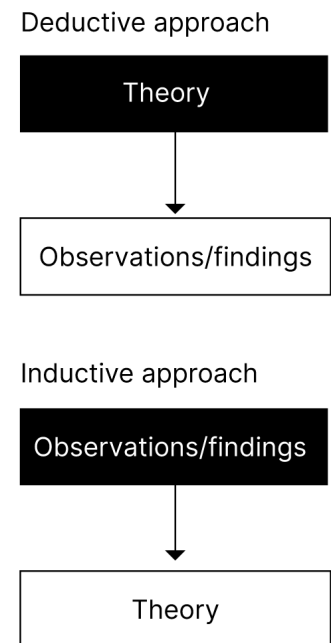 Deductive approach
Theory
Observations/findings
Inductive approach
Observations/findings
Theory